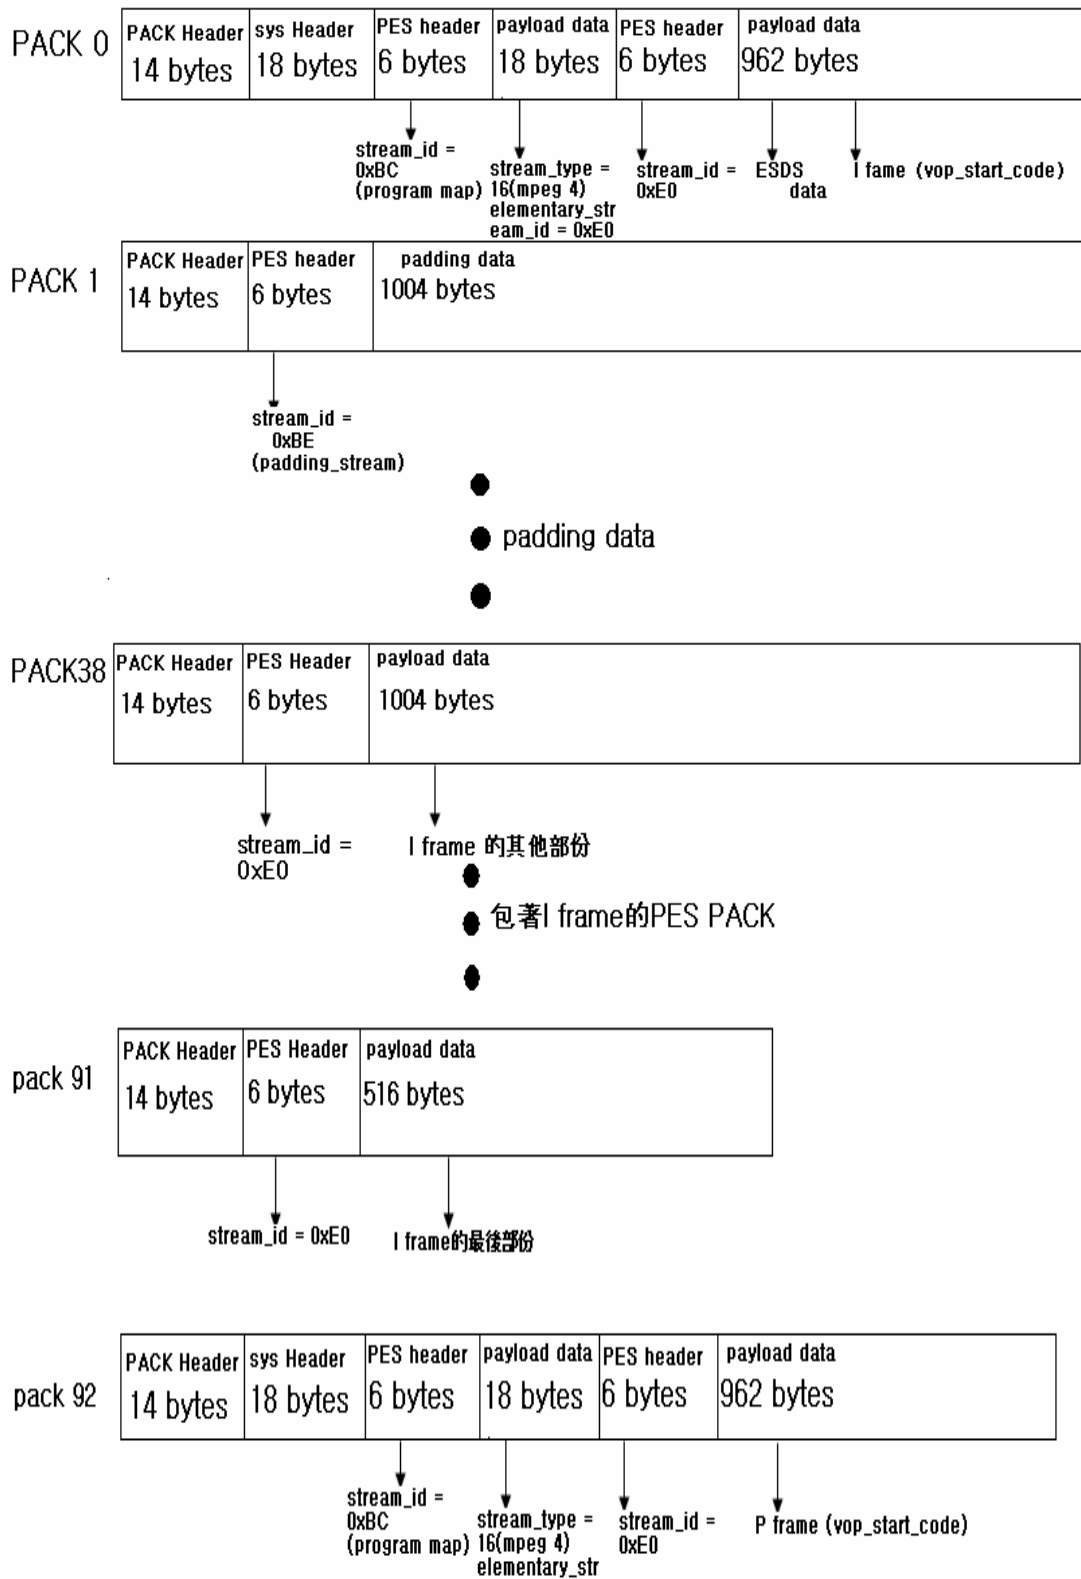 PACK 0
PACK Header
sys Header
PES header
payload data
PES header
payload data
14 bytes
18 bytes
6 bytes
18 bytes
6 bytes
962 bytes
stream_id =
0xBC
(program map)
stream_type =
16(mpeg 4)
elementary_str
eam_id = 0xE0
stream_id =
0xE0
ESDS
data
I fame (vop_start_code)
PACK 1
PACK Header
PES header
padding data
14 bytes
6 bytes
1004 bytes
stream_id =
0xBE
(padding_stream)
padding data
PACK38
PACK Header
PES Header
payload data
14 bytes
6 bytes
1004 bytes
stream_id =
0xE0
I frame 的其他部份
包著I frame的PES PACK
pack 91
PACK Header
PES Header
payload data
14 bytes
6 bytes
516 bytes
stream_id = 0xE0
I frame的最後部份
pack 92
PACK Header
sys Header
PES header
payload data
PES header
payload data
14 bytes
18 bytes
6 bytes
18 bytes
6 bytes
962 bytes
stream_id =
0xBC
(program map)
stream_type =
16(mpeg 4)
elementary_str
stream_id =
0xE0
P frame (vop_start_code)